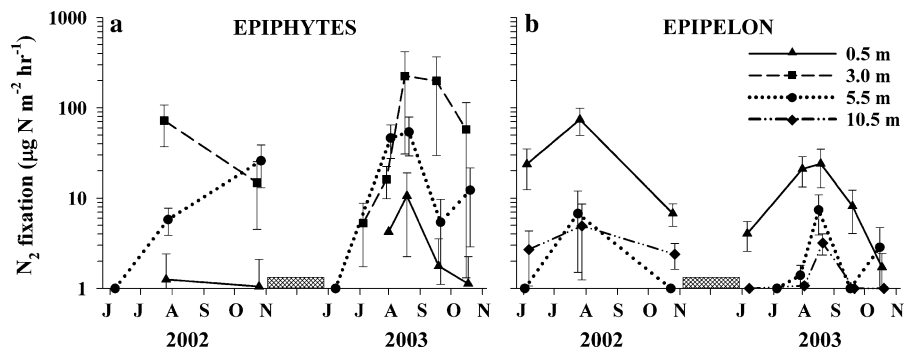 a EPIPHYTES
b EPIPELON
0.5 m
3.0 m
5.5 m
10.5 m
N2 fixation (µg N m⁻² hr⁻¹)
1000
100
10
1
J J A S O N J J A S O N
2002 2003
J J A S O N J J A S O N
2002 2003